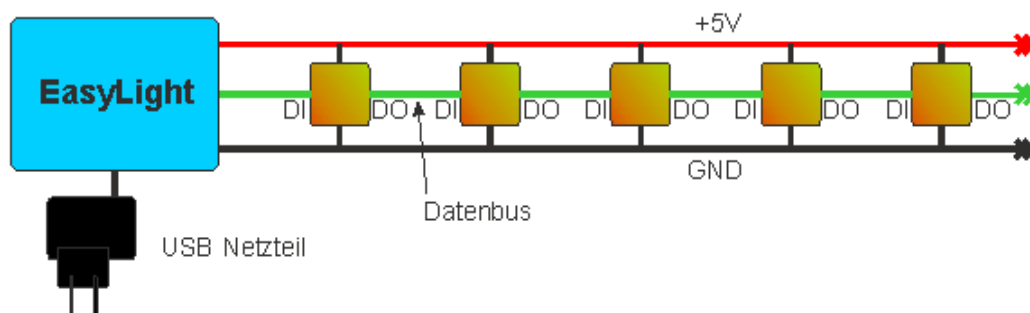 +5V
EasyLight
DI DO DI DO DI DO DI DO DI DO
GND
Datenbus
USB Netzteil